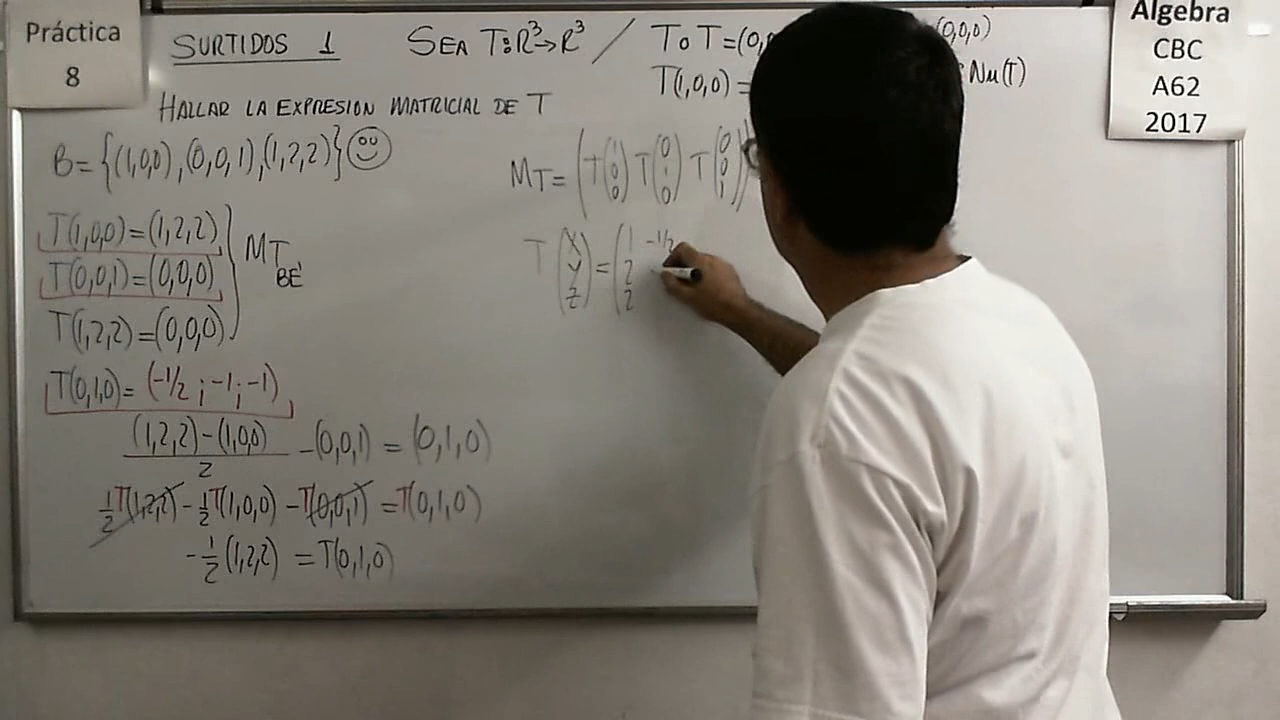 Práctica
8
Algebra
CBC
A62
2017
SURTIDOS 1 SEA T:R³→R³ / ToT=(0,0 (0,0,0)
T(1,0,0)= Nu(T)
HALLAR LA EXPRESION MATRICIAL DE T
B={(1,0,0),(0,0,1),(1,2,2)}
T(1,0,0)=(1,2,2)
T(0,0,1)=(0,0,0)
T(1,2,2)=(0,0,0)
MT BE'
T(0,1,0)=(-1/2;-1;-1)
(1,2,2)-(1,0,0)/2 -(0,0,1)=(0,1,0)
1/2T(1,2,2)-1/2T(1,0,0)-T(0,0,1)=T(0,1,0)
-1/2(1,2,2)=T(0,1,0)
MT=(T(1 0 0) T(0 1 0) T(0 0 1))
T(x y z)=(1 -1/2
2
2